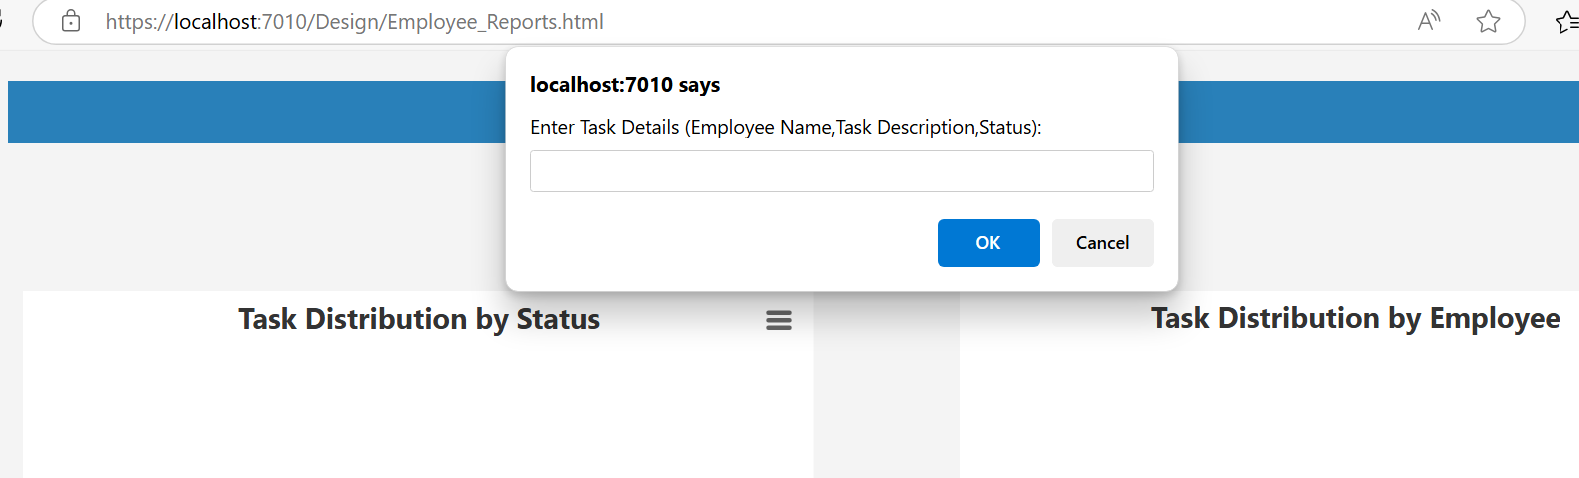 https://localhost:7010/Design/Employee_Reports.html
localhost:7010 says
Enter Task Details (Employee Name,Task Description,Status):
OK
Cancel
Task Distribution by Status
Task Distribution by Employee